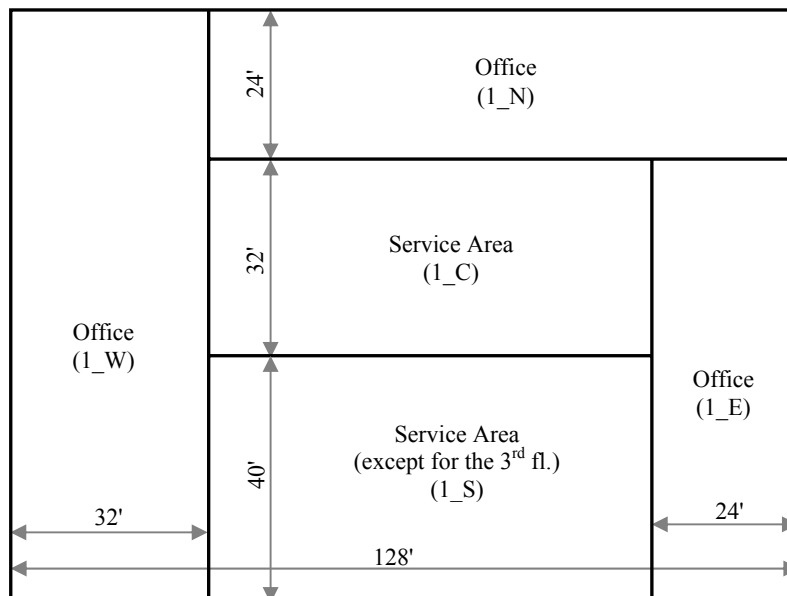 24'
Office
(1_N)
32'
Service Area
(1_C)
Office
(1_W)
Office
(1_E)
40'
Service Area
(except for the 3rd fl.)
(1_S)
32'
24'
128'